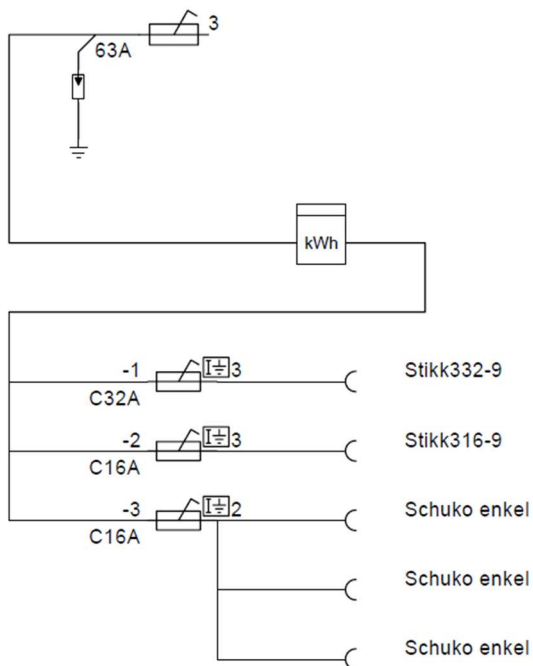 3
63A
kWh
-1 3 Stikk332-9
C32A
-2 3 Stikk316-9
C16A
-3 2 Schuko enkel
C16A
Schuko enkel
Schuko enkel